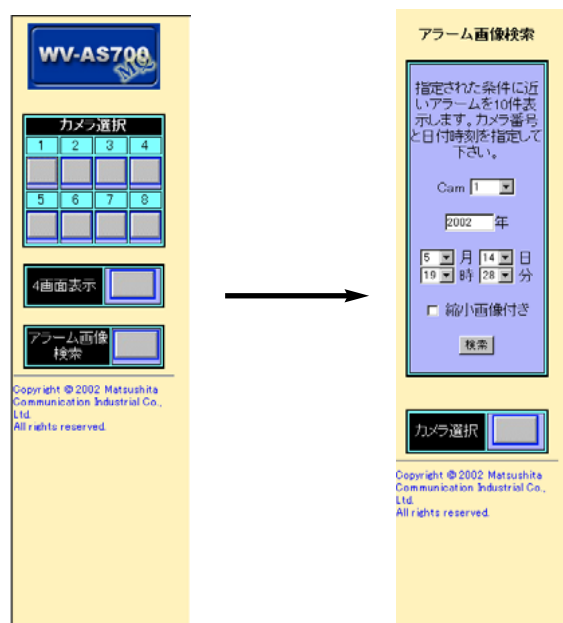 WV-AS700
MQ
カメラ選択
1 2 3 4
5 6 7 8
4画面表示
アラーム画像
検索
Copyright © 2002 Matsushita
Communication Industrial Co.,
Ltd.
All rights reserved.
アラーム画像検索
指定された条件に近
いアラームを10件表
示します。カメラ番号
と日付時刻を指定して
下さい。
Cam 1
2002 年
5 月 14 日
19 時 28 分
縮小画像付き
検索
カメラ選択
Copyright © 2002 Matsushita
Communication Industrial Co.,
Ltd.
All rights reserved.